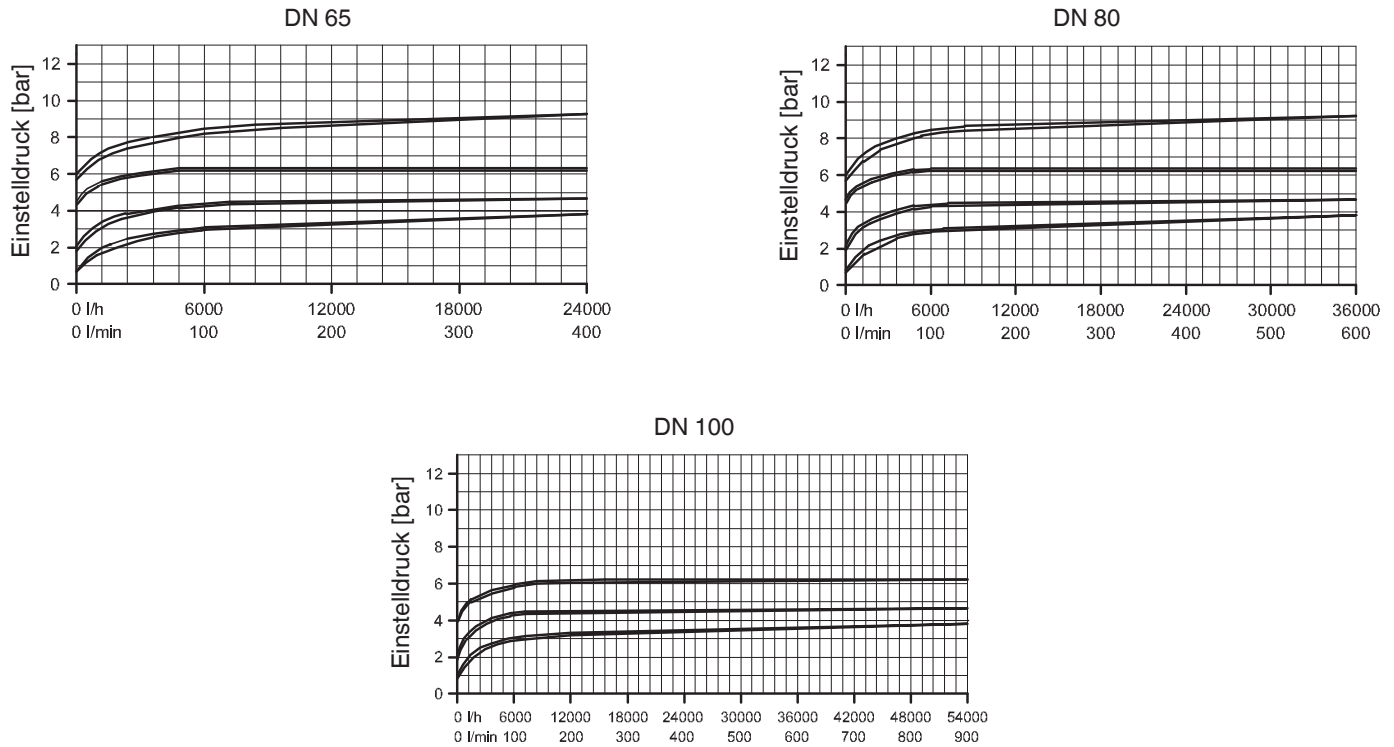 DN 65
Einstelldruck [bar]
12
10
8
6
4
2
0
0 l/h 6000 12000 18000 24000
0 l/min 100 200 300 400
DN 80
Einstelldruck [bar]
12
10
8
6
4
2
0
0 l/h 6000 12000 18000 24000 30000 36000
0 l/min 100 200 300 400 500 600
DN 100
Einstelldruck [bar]
12
10
8
6
4
2
0
0 l/h 6000 12000 18000 24000 30000 36000 42000 48000 54000
0 l/min 100 200 300 400 500 600 700 800 900